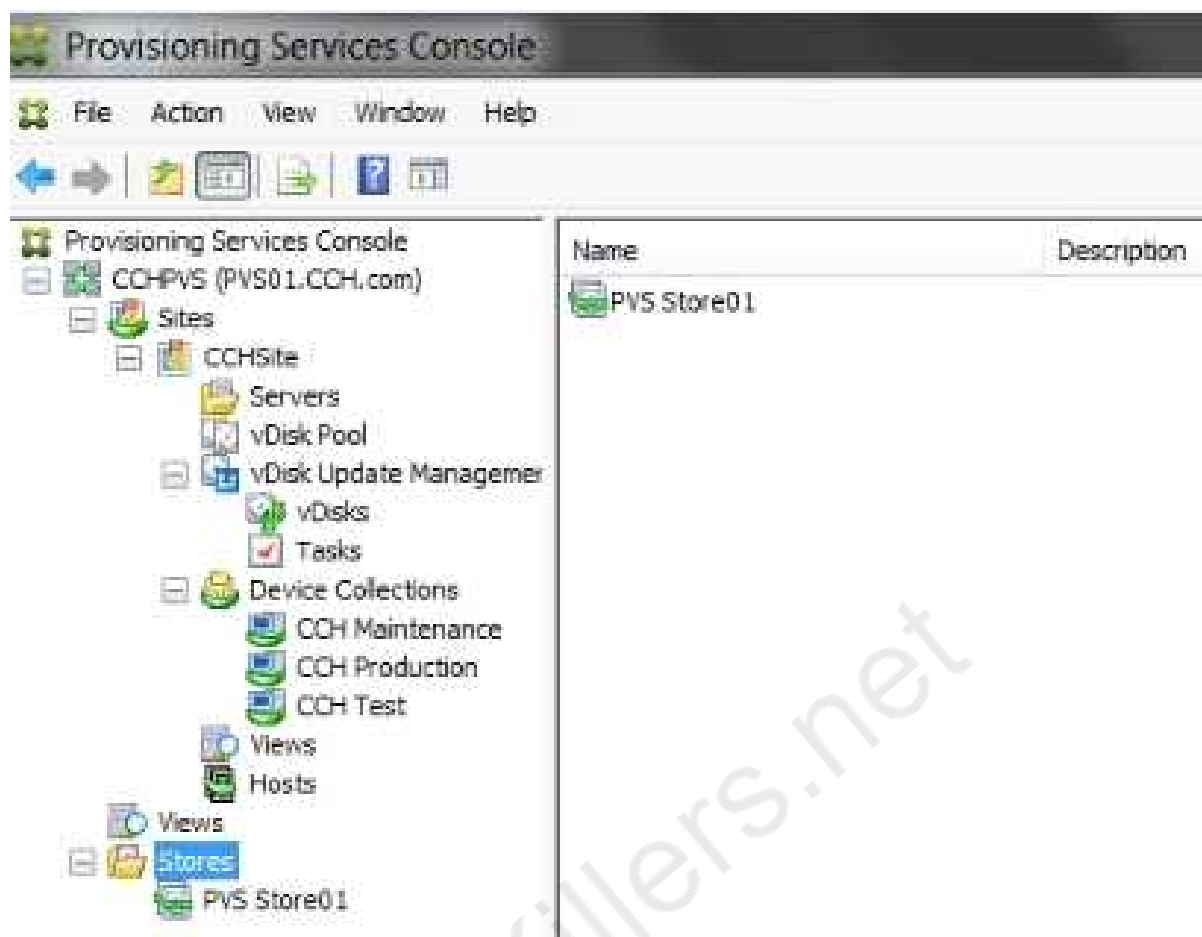 Provisioning Services Console
File Action View Window Help
Provisioning Services Console
CCHPVS (PVS01.CCH.com)
Sites
CCHSite
Servers
vDisk Pool
vDisk Update Managemer
vDisks
Tasks
Device Collections
CCH Maintenance
CCH Production
CCH Test
Views
Hosts
Views
Stores
PVS Store01
Name Description
PVS Store01
illers.net